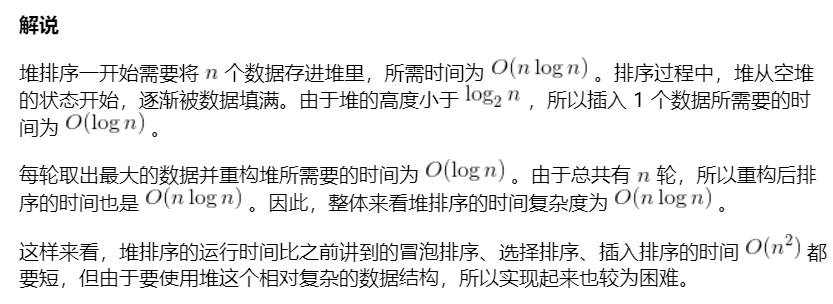 解说
堆排序一开始需要将 n 个数据存进堆里，所需时间为 O(n log n) 。排序过程中，堆从空堆
的状态开始，逐渐被数据填满。由于堆的高度小于 log₂ n ，所以插入 1 个数据所需要的时
间为 O(log n) 。
每轮取出最大的数据并重构堆所需要的时间为 O(log n) 。由于总共有 n 轮，所以重构后排
序的时间也是 O(n log n) 。因此，整体来看堆排序的时间复杂度为 O(n log n) 。
这样来看，堆排序的运行时间比之前讲到的冒泡排序、选择排序、插入排序的时间 O(n²) 都
要短，但由于要使用堆这个相对复杂的数据结构，所以实现起来也较为困难。